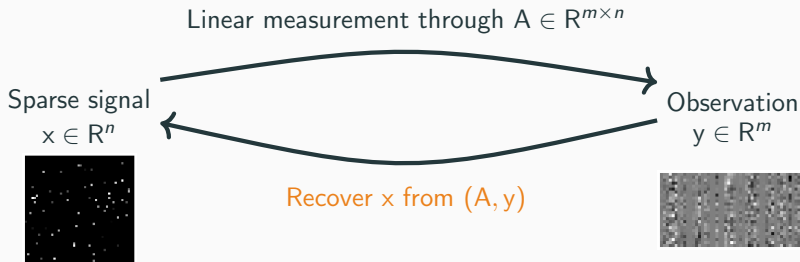 Linear measurement through A ∈ R^{m×n}
Sparse signal
x ∈ R^n
Observation
y ∈ R^m
Recover x from (A, y)